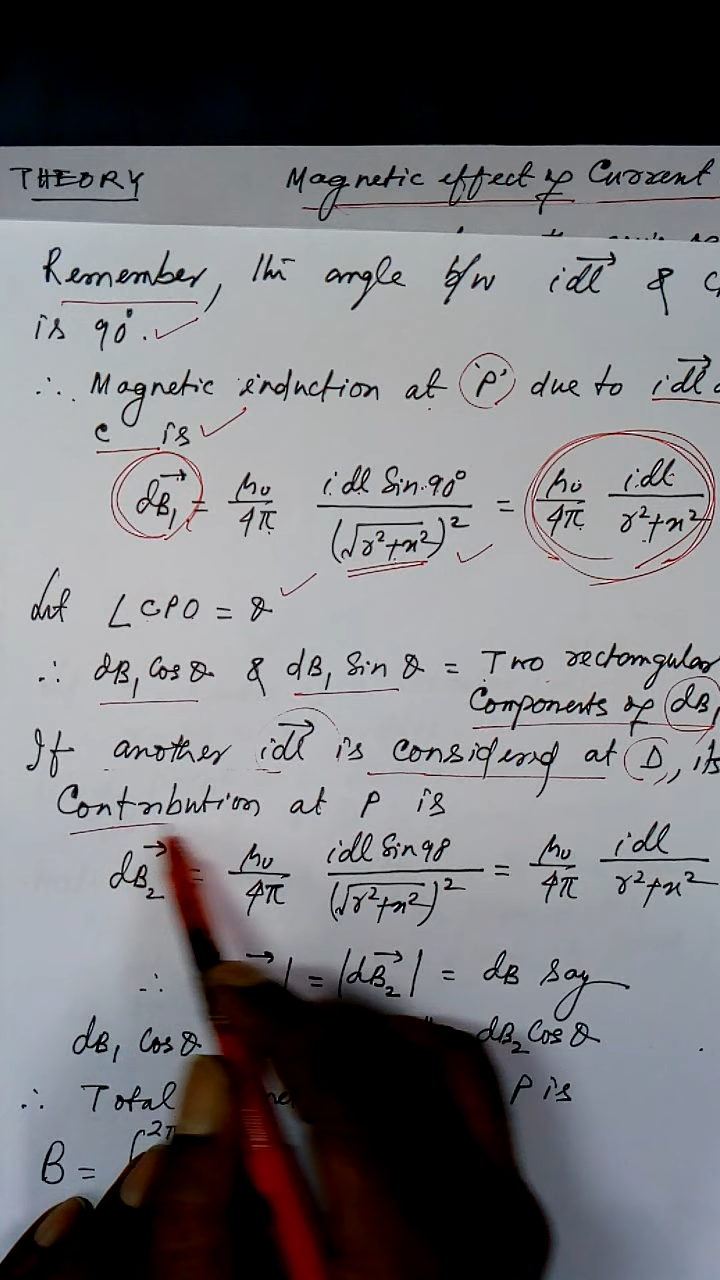 THEORY Magnetic effect of Current
Remember, The angle b/w idl⃗ &
is 90°.
∴ Magnetic induction at 'P' due to idl⃗
c is
dB₁⃗ = μ₀/4π idl Sin 90°/(√r²+x²)² = μ₀/4π idl/r²+x²
Let ∠CPO = θ
∴ dB₁ Cos θ & dB₁ Sin θ = Two rectangular
Components of dB₁
If another idl⃗ is considered at D, its
Contribution at P is
dB₂⃗ = μ₀/4π idl Sin 90/(√r²+x²)² = μ₀/4π idl/r²+x²
∴ | = |dB₂⃗| = dB say
dB₁ Cos θ dB₂ Cos θ
∴ Total P is
B = ∫²π